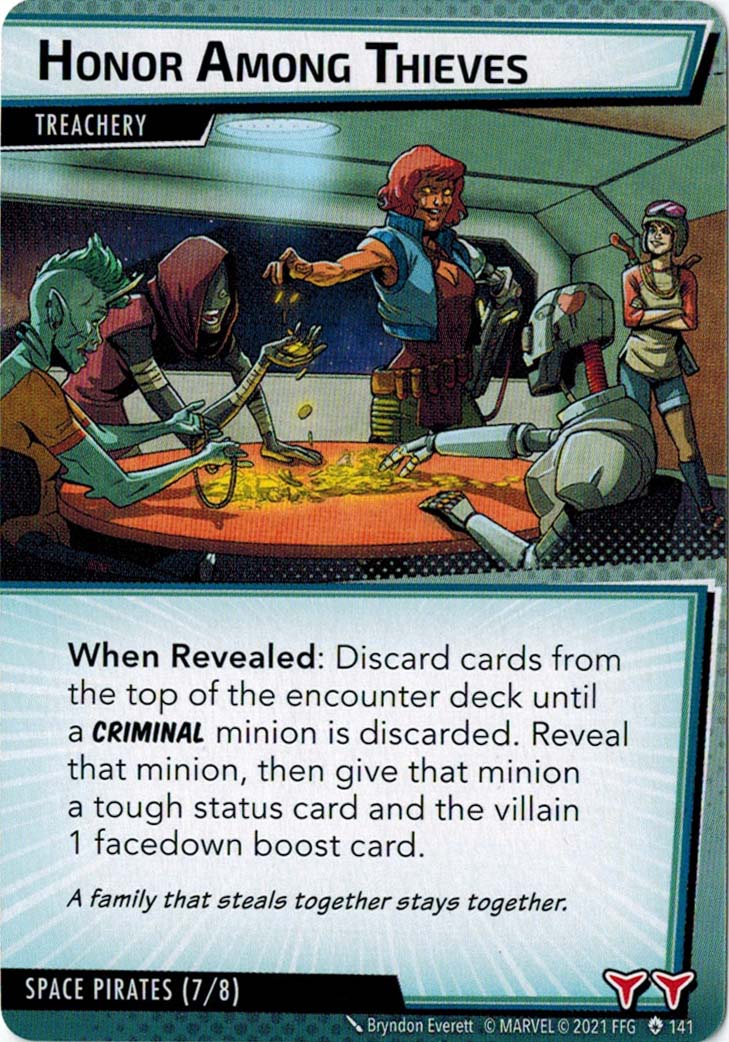 HONOR AMONG THIEVES
TREACHERY
When Revealed: Discard cards from
the top of the encounter deck until
a CRIMINAL minion is discarded. Reveal
that minion, then give that minion
a tough status card and the villain
1 facedown boost card.
A family that steals together stays together.
SPACE PIRATES (7/8)
Bryndon Everett © MARVEL © 2021 FFG 141